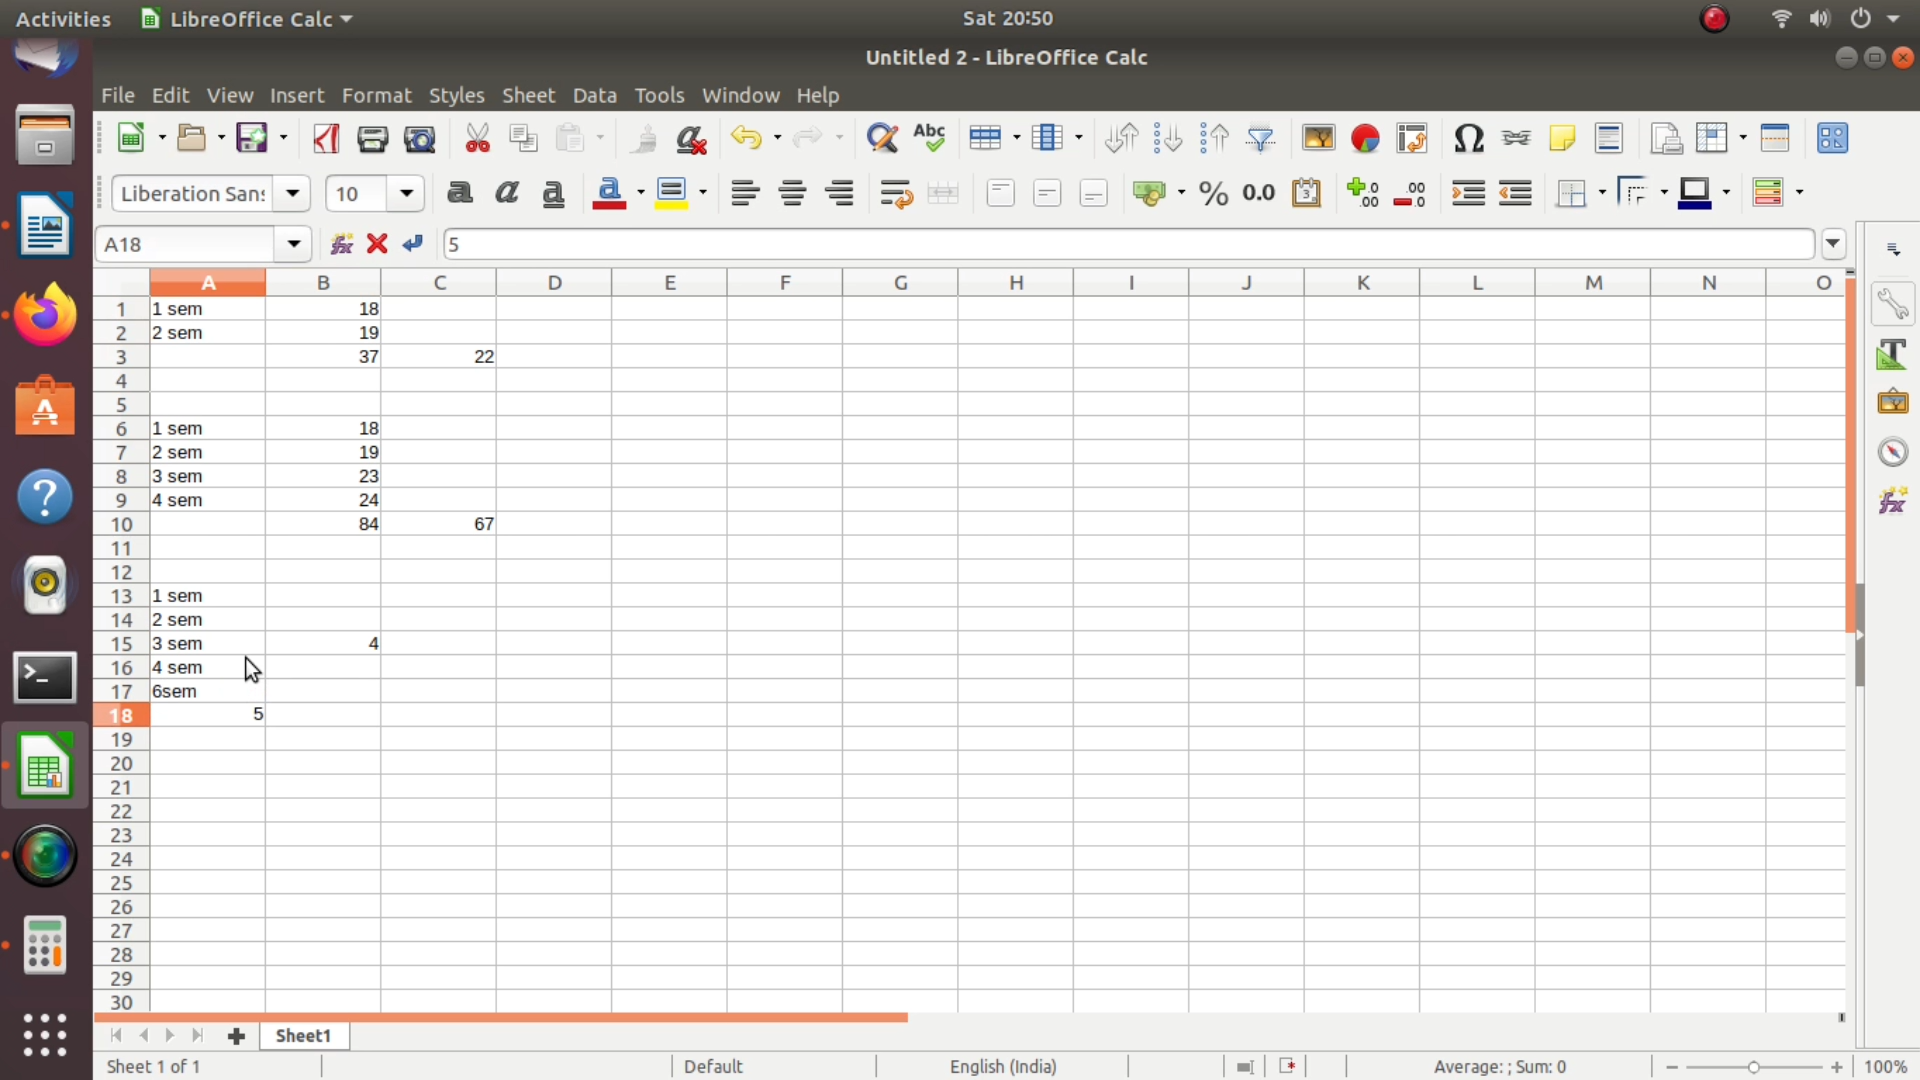 Activities LibreOffice Calc Sat 20:50
Untitled 2 - LibreOffice Calc
File Edit View Insert Format Styles Sheet Data Tools Window Help
Abc
Liberation Sans 10 a a a a % 0.0
A18 fx 5
A B C D E F G H I J K L M N O
1 1 sem 18
2 2 sem 19
3 37 22
4
5
6 1 sem 18
7 2 sem 19
8 3 sem 23
9 4 sem 24
10 84 67
11
12
13 1 sem
14 2 sem
15 3 sem 4
16 4 sem
17 6sem
18 5
19
20
21
22
23
24
25
26
27
28
29
30
Sheet1
Sheet 1 of 1 Default English (India) Average: ; Sum: 0 100%